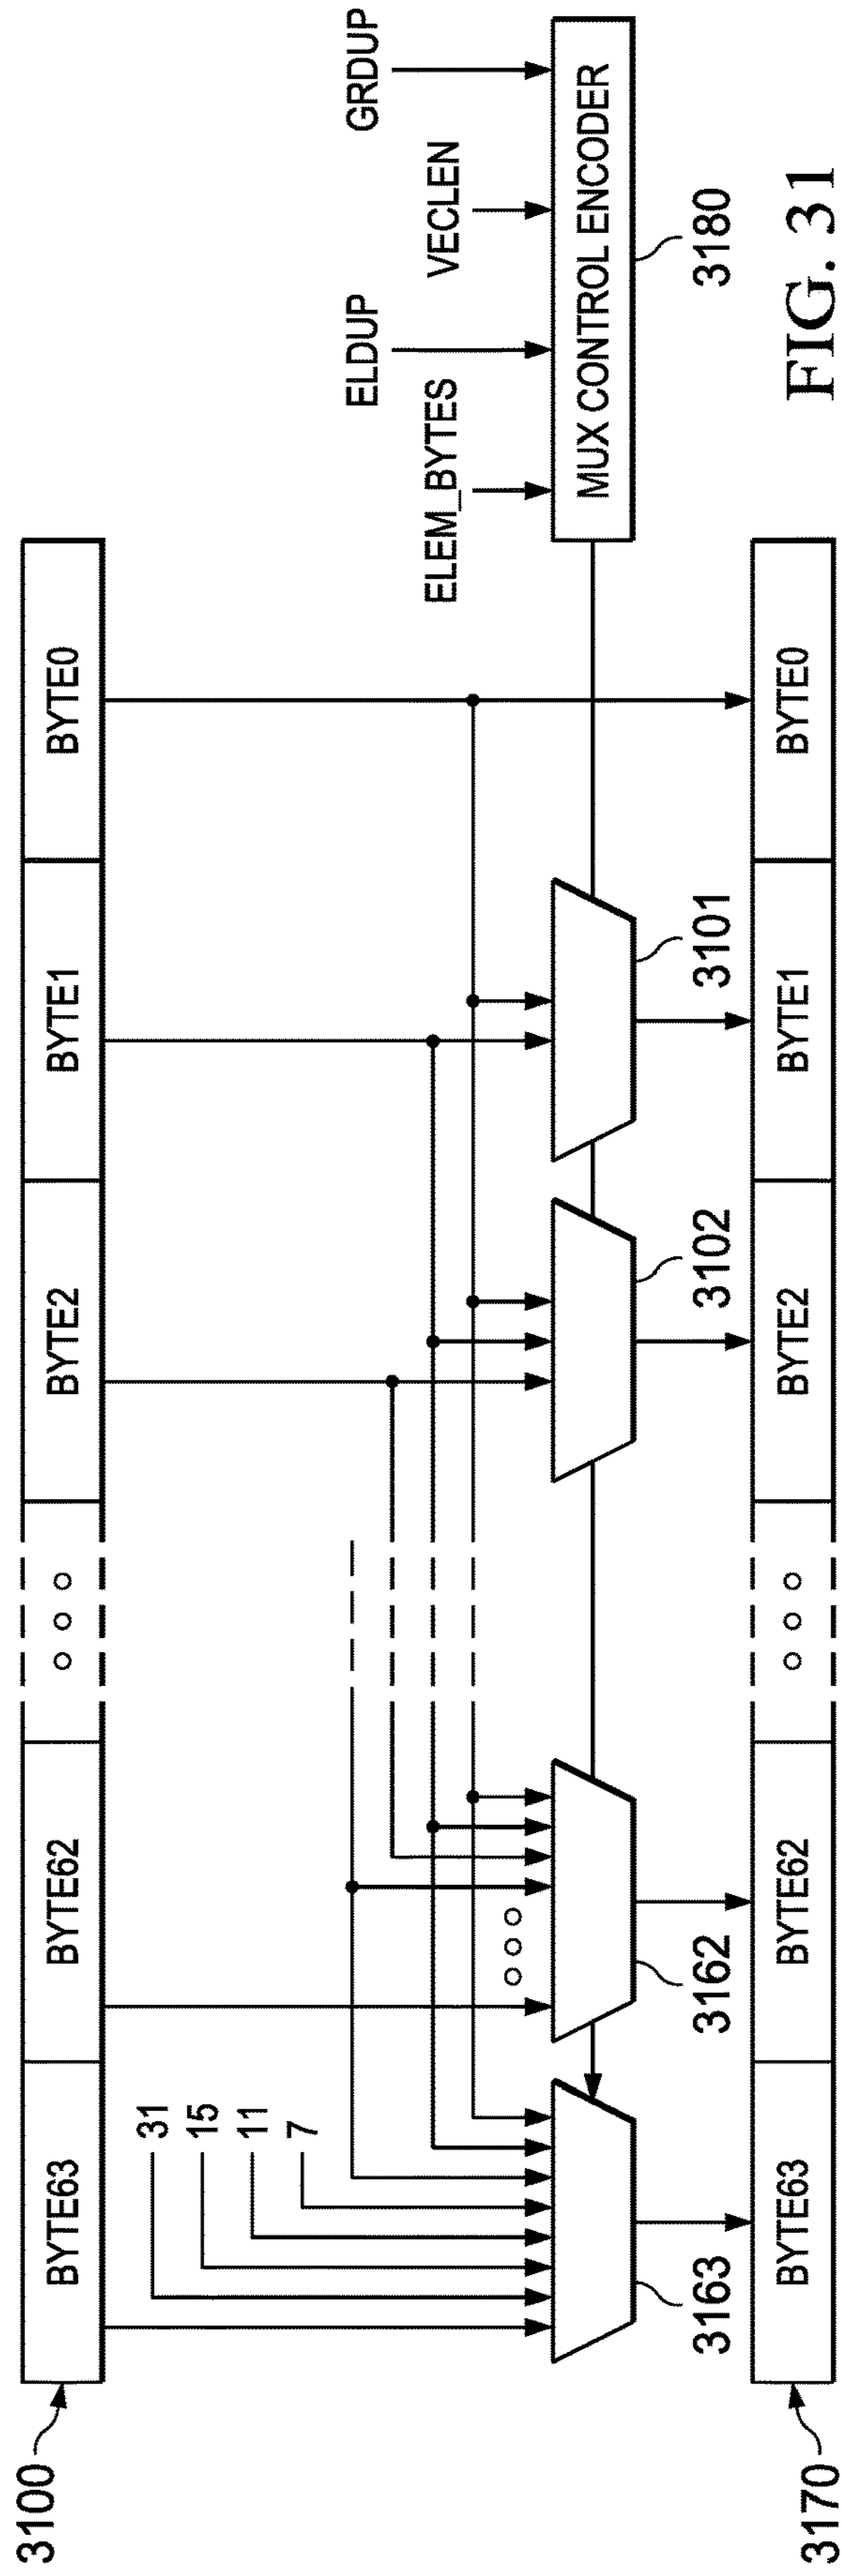 3100
BYTE63
BYTE62
BYTE2
BYTE1
BYTE0
31
15
11
7
GRDUP
ELDUP
VECLEN
ELEM_BYTES
MUX CONTROL ENCODER
3163
3162
3102
3101
3180
3170
BYTE63
BYTE62
BYTE2
BYTE1
BYTE0
FIG. 31